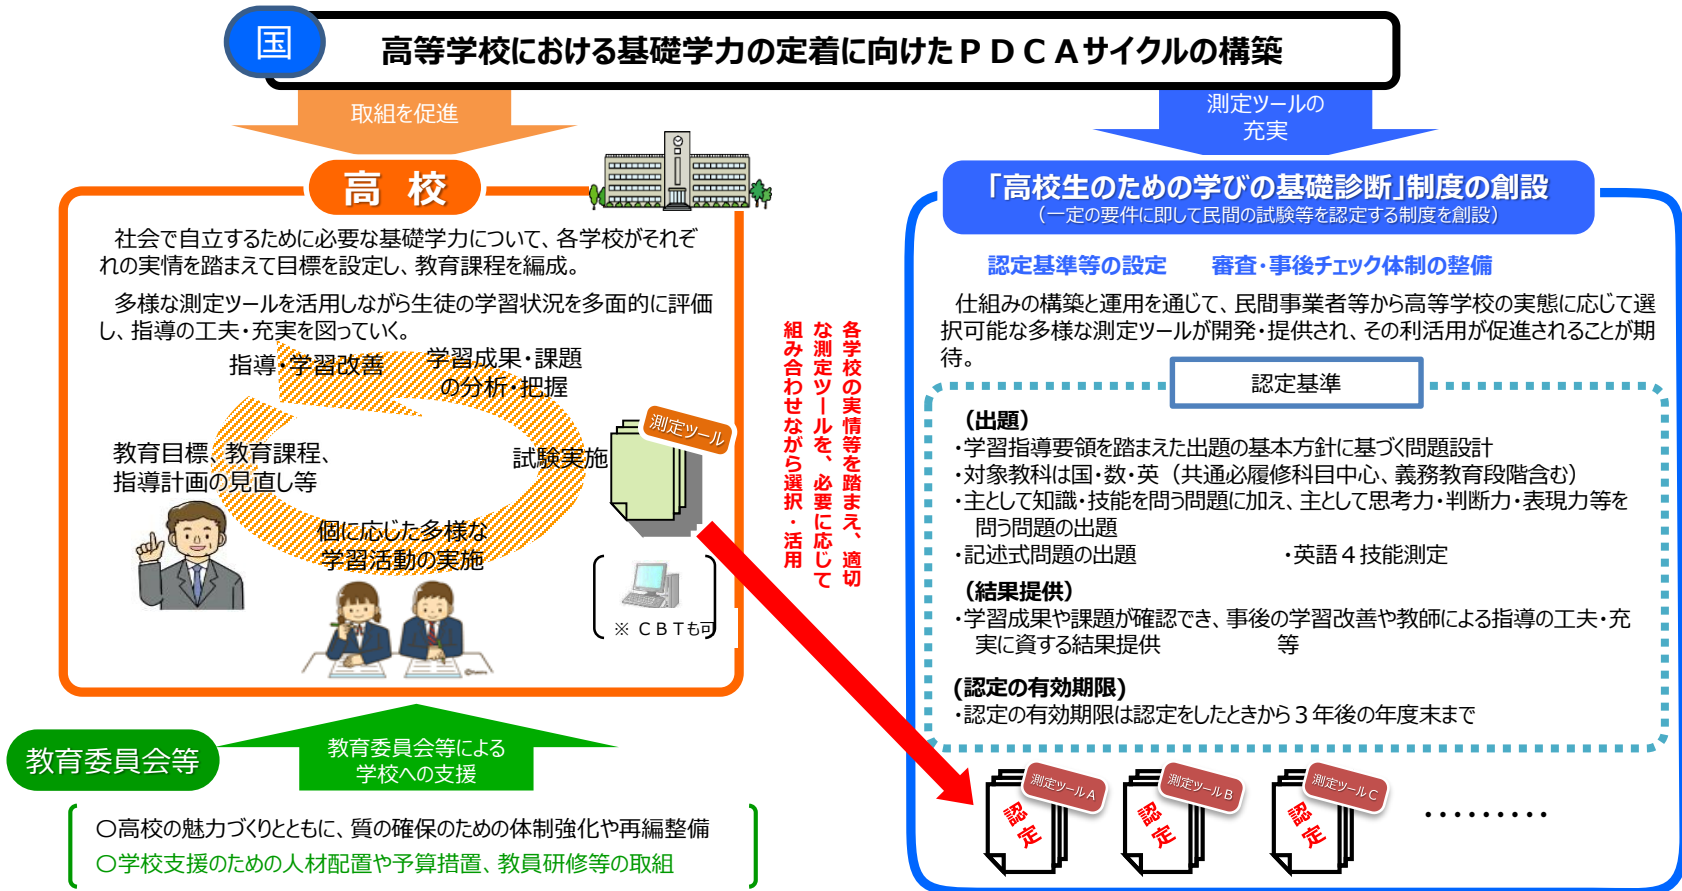 国
高等学校における基礎学力の定着に向けたＰＤＣＡサイクルの構築
取組を促進
測定ツールの
充実
高 校
社会で自立するために必要な基礎学力について、各学校がそれぞ
れの実情を踏まえて目標を設定し、教育課程を編成。
多様な測定ツールを活用しながら生徒の学習状況を多面的に評価
し、指導の工夫・充実を図っていく。
指導・学習改善
学習成果・課題
の分析・把握
測定ツール
試験実施
教育目標、教育課程、
指導計画の見直し等
個に応じた多様な
学習活動の実施
※ ＣＢＴも可
各学校の実情等を踏まえ、適切
な測定ツールを、必要に応じて
組み合わせながら選択・活用
教育委員会等
教育委員会等による
学校への支援
○高校の魅力づくりとともに、質の確保のための体制強化や再編整備
○学校支援のための人材配置や予算措置、教員研修等の取組
「高校生のための学びの基礎診断」制度の創設
（一定の要件に即して民間の試験等を認定する制度を創設）
認定基準等の設定 審査・事後チェック体制の整備
仕組みの構築と運用を通じて、民間事業者等から高等学校の実態に応じて選
択可能な多様な測定ツールが開発・提供され、その利活用が促進されることが期
待。
認定基準
（出題）
・学習指導要領を踏まえた出題の基本方針に基づく問題設計
・対象教科は国・数・英（共通必履修科目中心、義務教育段階含む）
・主として知識・技能を問う問題に加え、主として思考力・判断力・表現力等を
問う問題の出題
・記述式問題の出題 ・英語４技能測定
（結果提供）
・学習成果や課題が確認でき、事後の学習改善や教師による指導の工夫・充
実に資する結果提供 等
(認定の有効期限)
・認定の有効期限は認定をしたときから３年後の年度末まで
測定ツールＡ
認定
測定ツールＢ
認定
測定ツールＣ
認定
･････････